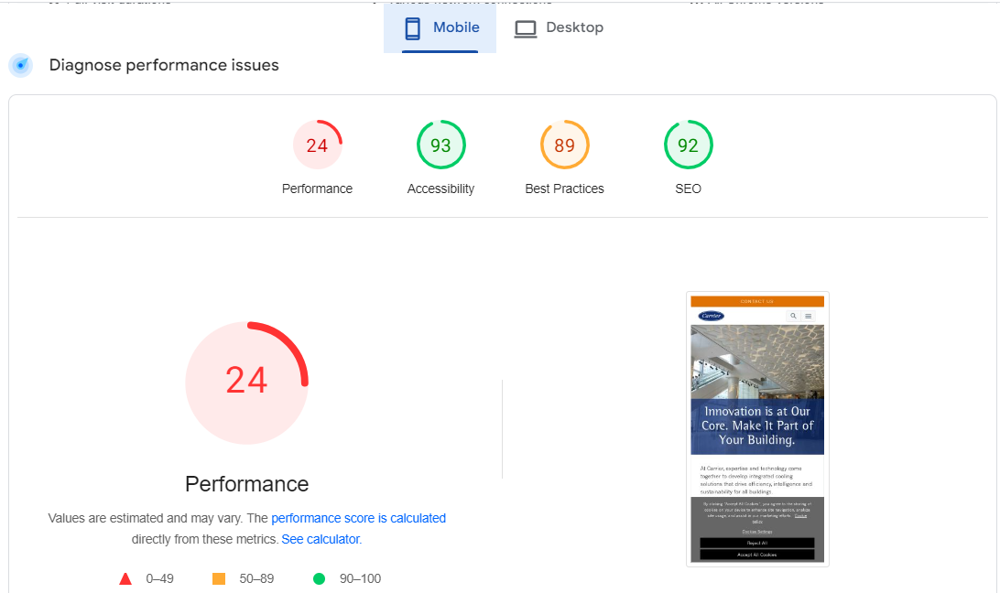 Mobile
Desktop
Diagnose performance issues
24
93
89
92
Performance
Accessibility
Best Practices
SEO
24
Performance
Values are estimated and may vary. The performance score is calculated
directly from these metrics. See calculator.
0–49
50–89
90–100
CONTACT US
Carrier
Innovation is at Our
Core. Make It Part of
Your Building.
At Carrier, expertise and technology come
together to develop integrated cooling
solutions that drive efficiency, intelligence and
sustainability for all buildings.
By clicking "Accept All Cookies", you agree to the storing of
cookies on your device to enhance site navigation, analyze
site usage, and assist in our marketing efforts. Cookie
policy
Reject All
Accept All Cookies